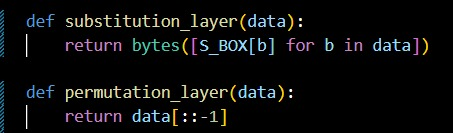 def substitution_layer(data):
    return bytes([S_BOX[b] for b in data])
def permutation_layer(data):
    return data[::-1]